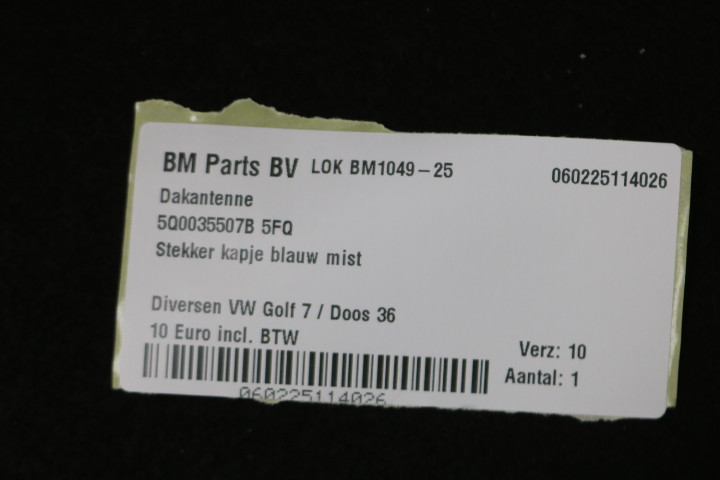 BM Parts BV LOK BM1049-25 060225114026
Dakantenne
5Q0035507B 5FQ
Stekker kapje blauw mist
Diversen VW Golf 7 / Doos 36
10 Euro incl. BTW
Verz: 10
Aantal: 1
060225114026